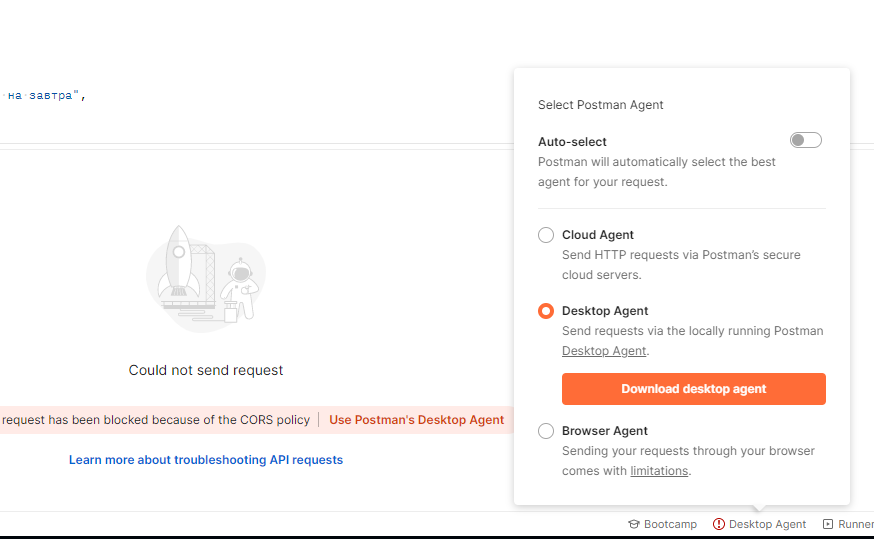 на завтра",
Select Postman Agent
Auto-select
Postman will automatically select the best
agent for your request.
Cloud Agent
Send HTTP requests via Postman's secure
cloud servers.
Desktop Agent
Send requests via the locally running Postman
Desktop Agent.
Download desktop agent
Browser Agent
Sending your requests through your browser
comes with limitations.
Could not send request
request has been blocked because of the CORS policy | Use Postman's Desktop Agent
Learn more about troubleshooting API requests
Bootcamp Desktop Agent Runner